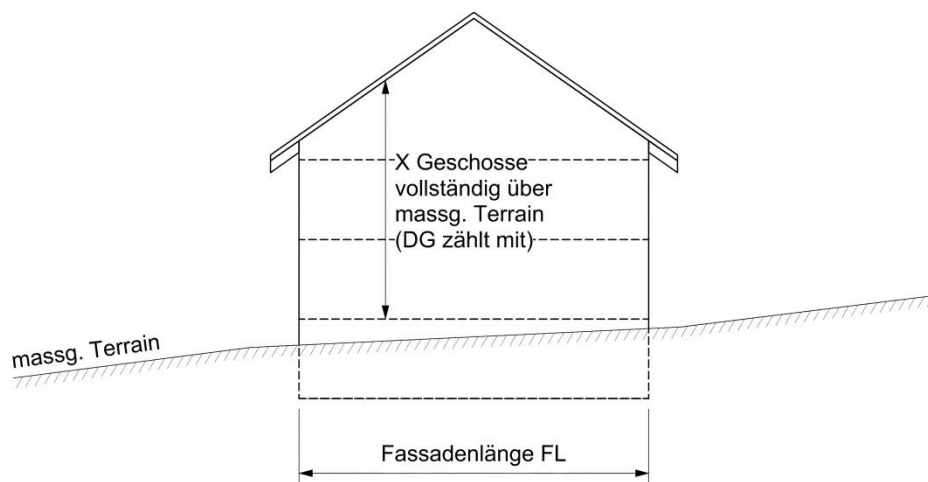 X Geschosse
vollständig über
massg. Terrain
(DG zählt mit)
massg. Terrain
Fassadenlänge FL